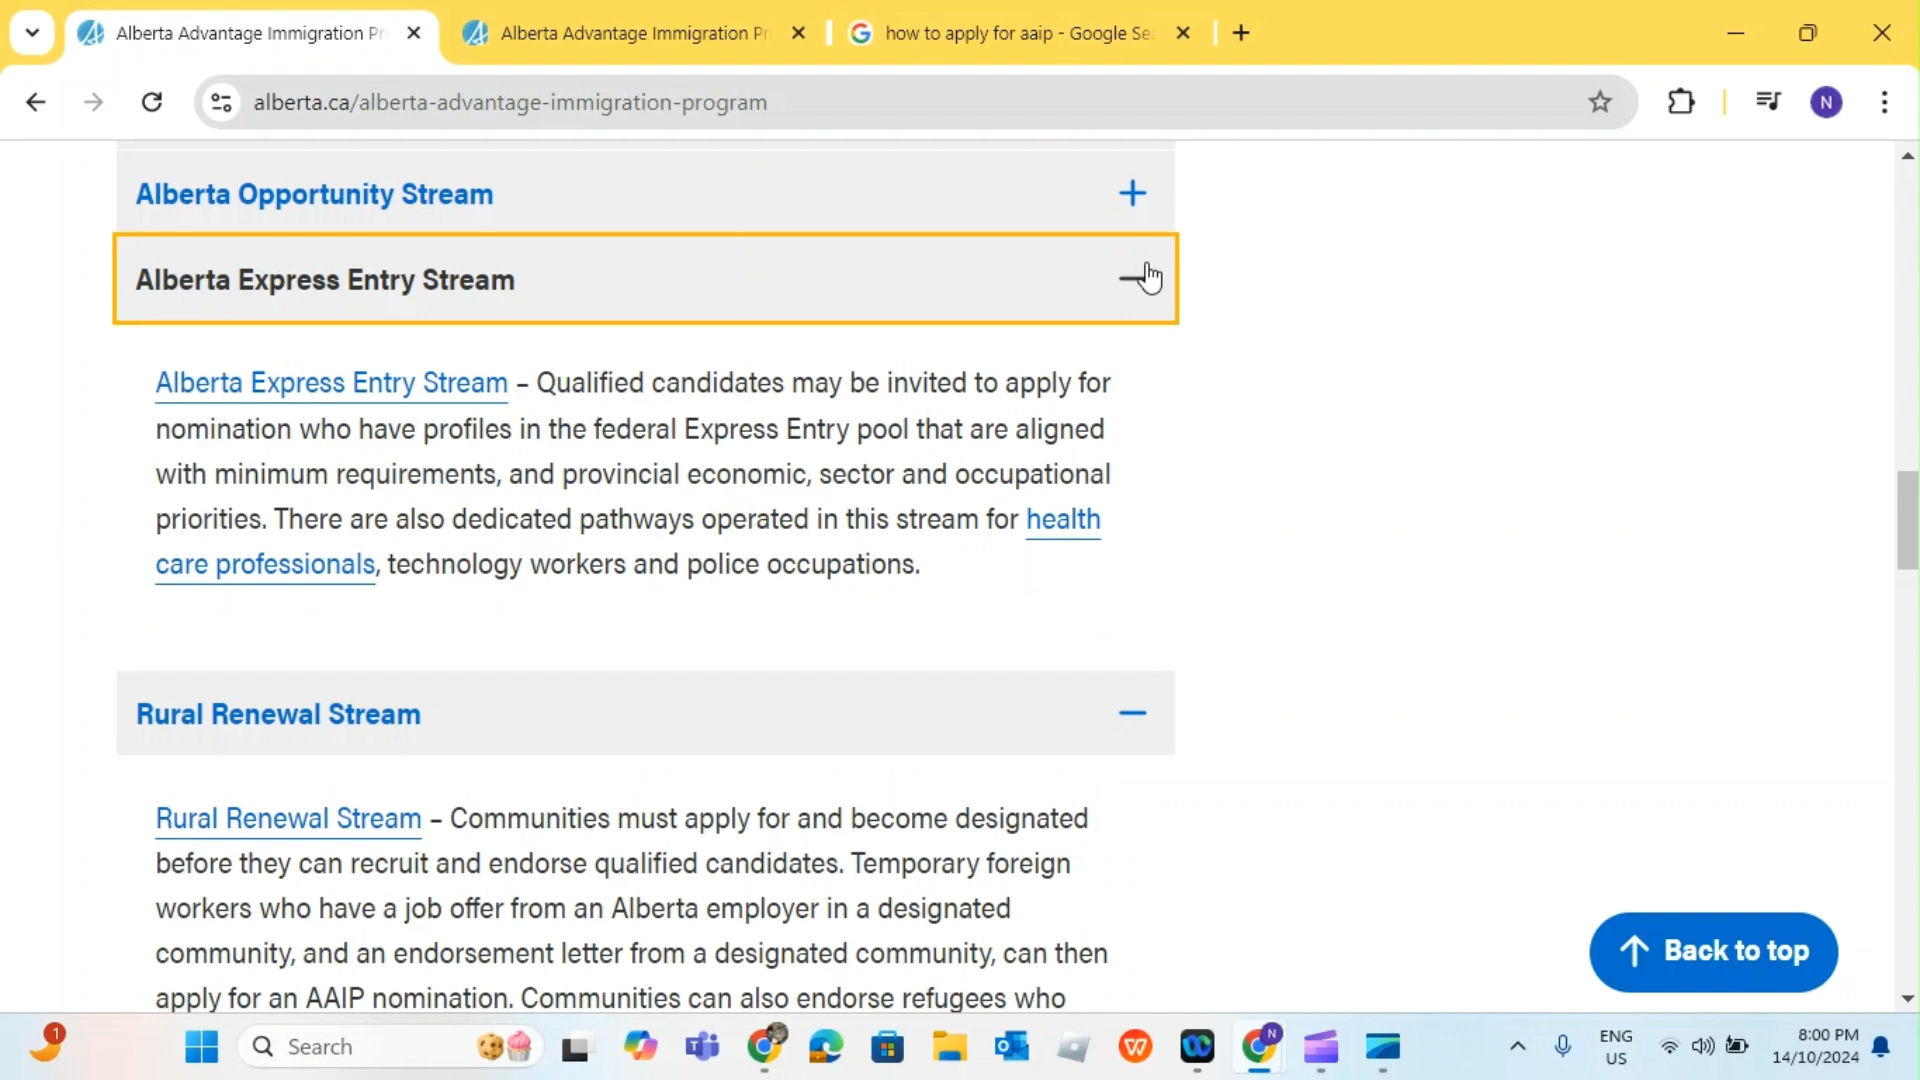 Alberta Advantage Immigration Pr
Alberta Advantage Immigration Pr
how to apply for aaip - Google Sea
alberta.ca/alberta-advantage-immigration-program
N
Alberta Opportunity Stream
Alberta Express Entry Stream
Alberta Express Entry Stream – Qualified candidates may be invited to apply for
nomination who have profiles in the federal Express Entry pool that are aligned
with minimum requirements, and provincial economic, sector and occupational
priorities. There are also dedicated pathways operated in this stream for health
care professionals, technology workers and police occupations.
Rural Renewal Stream
Rural Renewal Stream – Communities must apply for and become designated
before they can recruit and endorse qualified candidates. Temporary foreign
workers who have a job offer from an Alberta employer in a designated
community, and an endorsement letter from a designated community, can then
apply for an AAIP nomination. Communities can also endorse refugees who
Back to top
1
Search
N
ENG
US
8:00 PM
14/10/2024